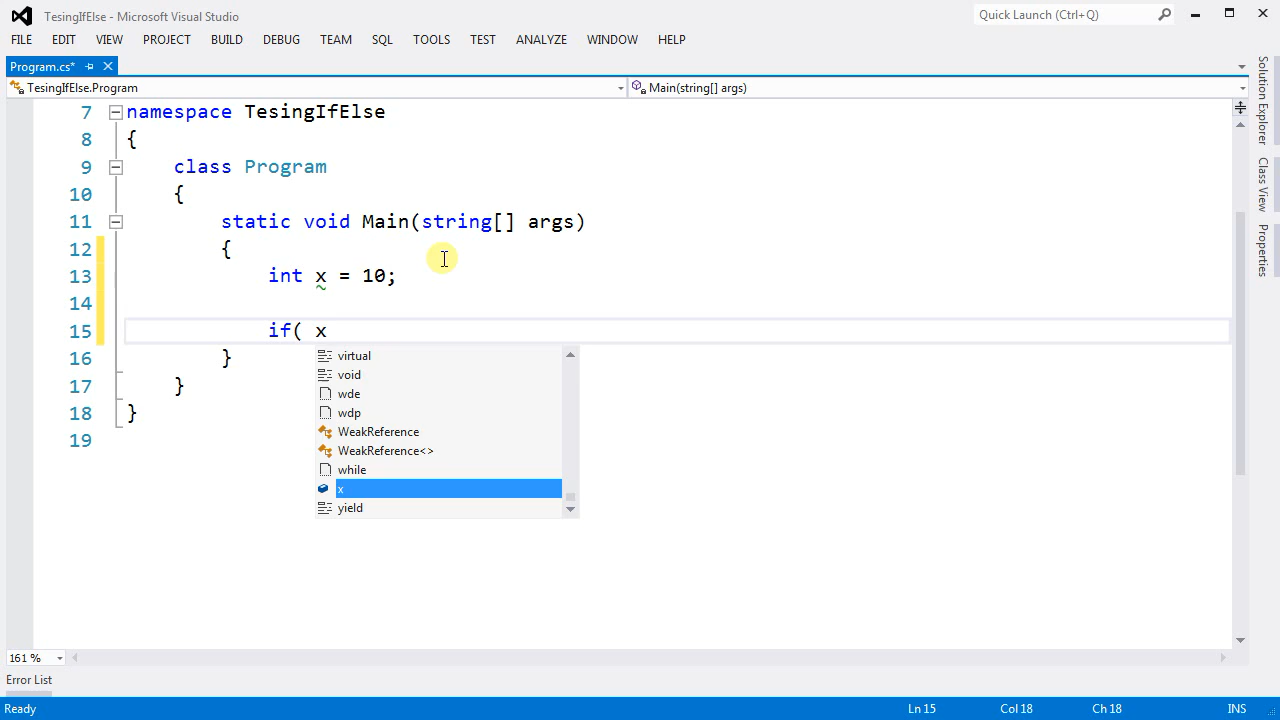 TesingIfElse - Microsoft Visual Studio
Quick Launch (Ctrl+Q)
FILE EDIT VIEW PROJECT BUILD DEBUG TEAM SQL TOOLS TEST ANALYZE WINDOW HELP
Program.cs*
TesingIfElse.Program
Main(string[] args)
7 namespace TesingIfElse
8 {
9 class Program
10 {
11 static void Main(string[] args)
12 {
13 int x = 10;
14
15 if( x
16 }
17 }
18 }
19
virtual
void
wde
wdp
WeakReference
WeakReference<>
while
x
yield
Solution Explorer
Class View
Properties
161 %
Error List
Ready
Ln 15 Col 18 Ch 18 INS